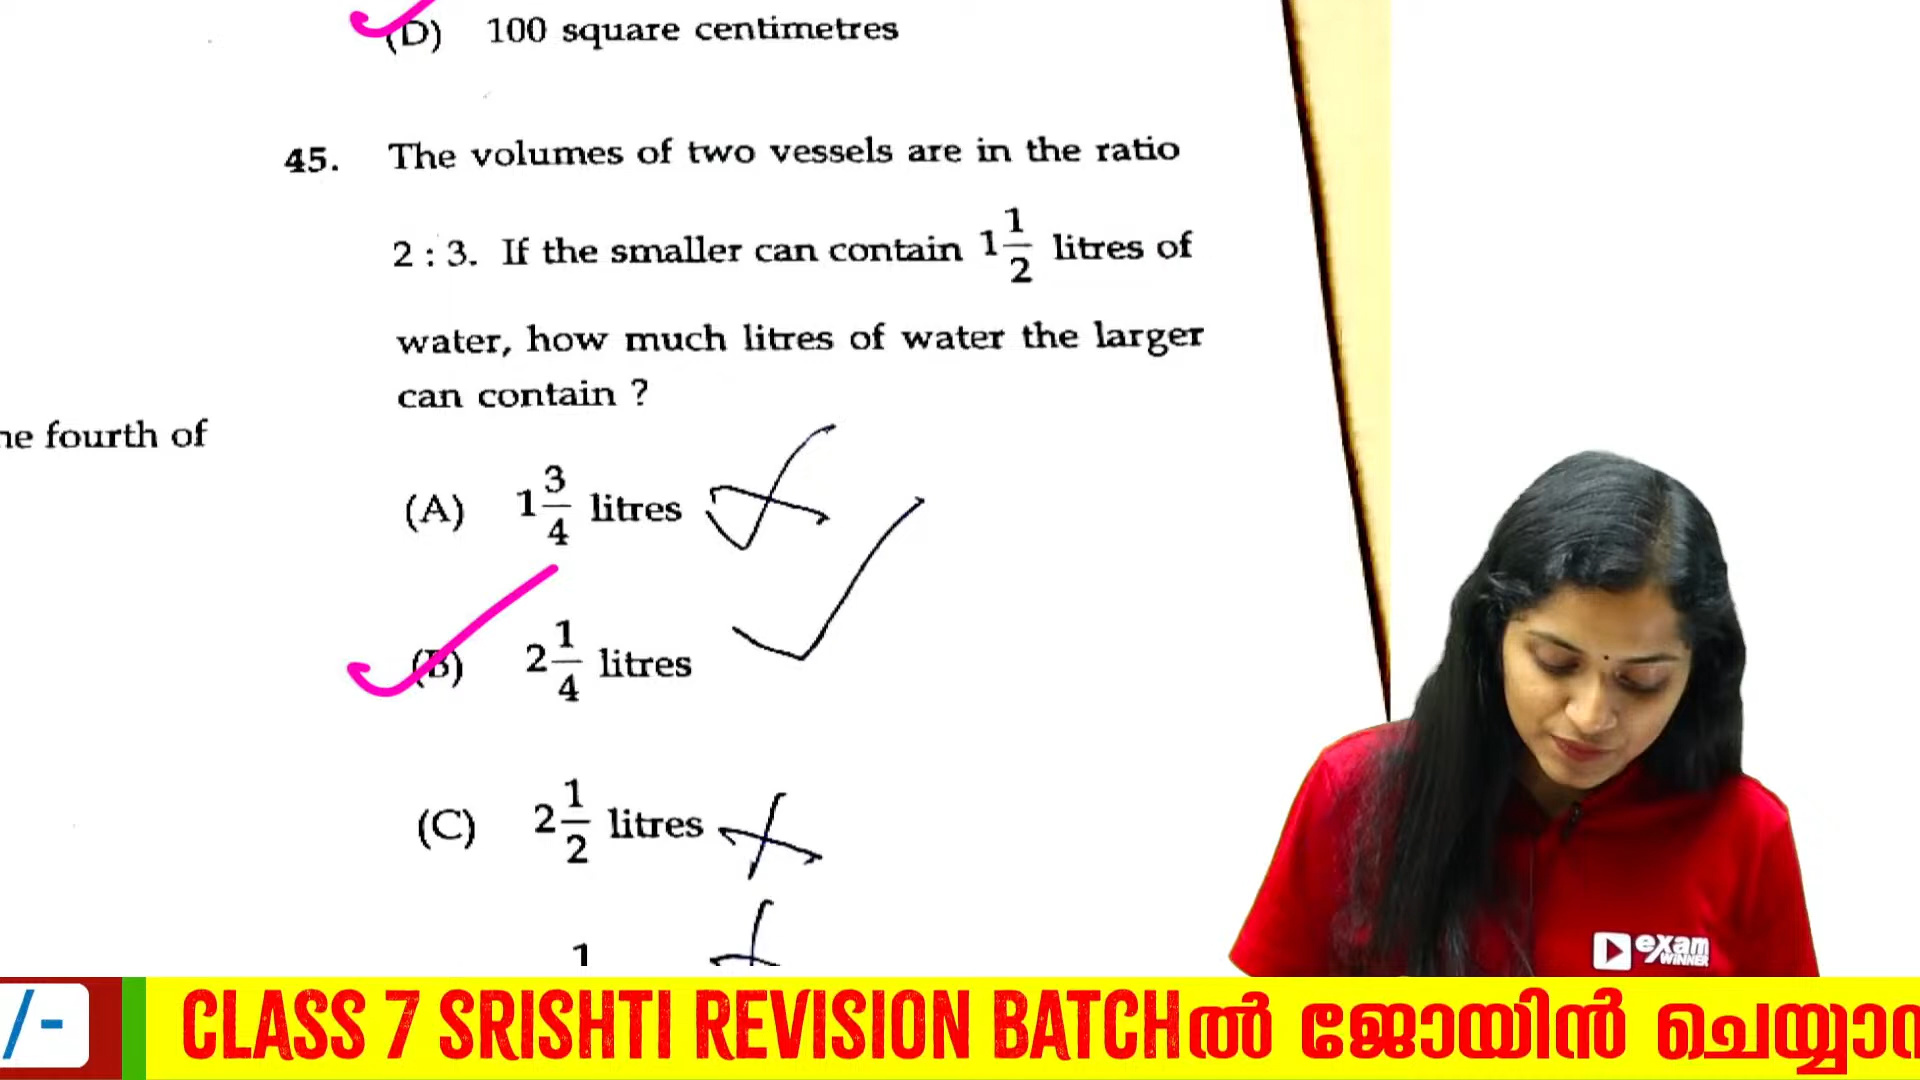 (D) 100 square centimetres
45. The volumes of two vessels are in the ratio
2 : 3. If the smaller can contain 1 1/2 litres of
water, how much litres of water the larger
can contain ?
fourth of
(A) 1 3/4 litres
(B) 2 1/4 litres
(C) 2 1/2 litres
1
exam
WINNER
/-
CLASS 7 SRISHTI REVISION BATCHൽ ജോയിൻ